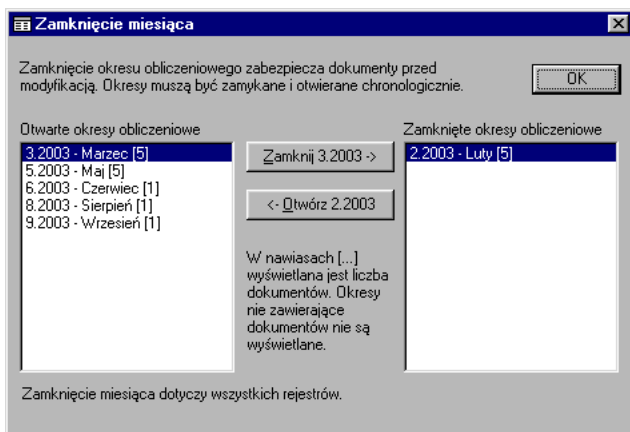 Zamknięcie miesiąca
Zamknięcie okresu obliczeniowego zabezpiecza dokumenty przed
modyfikacją. Okresy muszą być zamykane i otwierane chronologicznie.
OK
Otwarte okresy obliczeniowe
3.2003 - Marzec [5]
5.2003 - Maj [5]
6.2003 - Czerwiec [1]
8.2003 - Sierpień [1]
9.2003 - Wrzesień [1]
Zamknij 3.2003 ->
<- Otwórz 2.2003
W nawiasach [...]
wyświetlana jest liczba
dokumentów. Okresy
nie zawierające
dokumentów nie są
wyświetlane.
Zamknięte okresy obliczeniowe
2.2003 - Luty [5]
Zamknięcie miesiąca dotyczy wszystkich rejestrów.